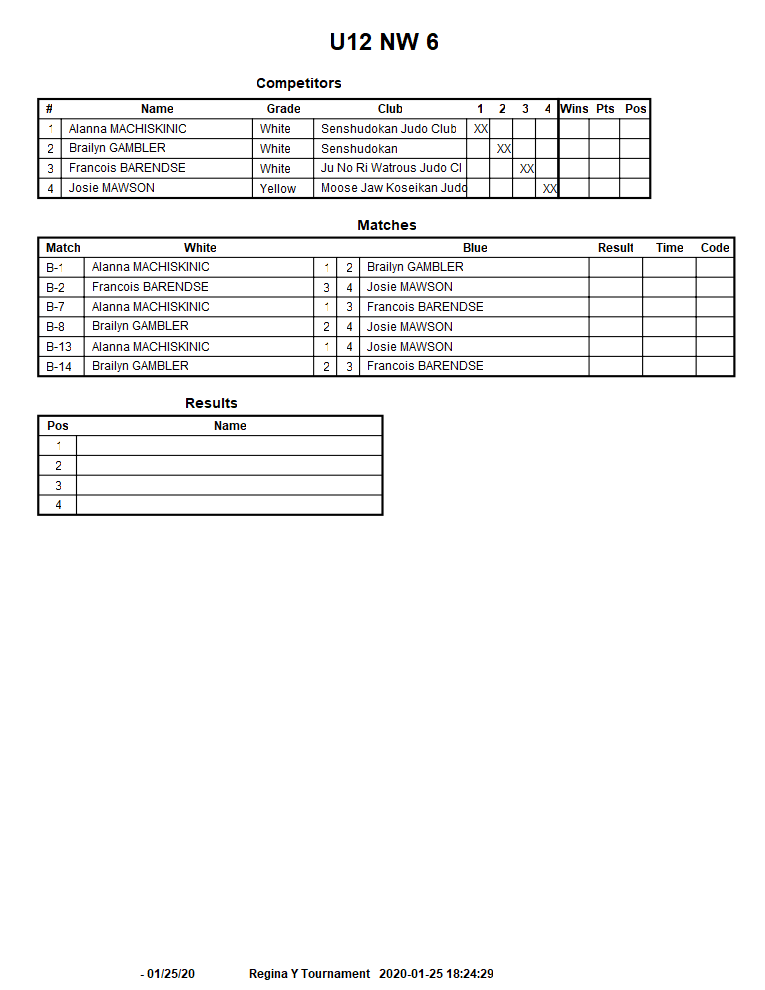 U12 NW 6
Competitors
# Name Grade Club 1 2 3 4 Wins Pts Pos
1 Alanna MACHISKINIC White Senshudokan Judo Club XX
2 Brailyn GAMBLER White Senshudokan XX
3 Francois BARENDSE White Ju No Ri Watrous Judo Cl XX
4 Josie MAWSON Yellow Moose Jaw Koseikan Judo XX
Matches
Match White Blue Result Time Code
B-1 Alanna MACHISKINIC 1 2 Brailyn GAMBLER
B-2 Francois BARENDSE 3 4 Josie MAWSON
B-7 Alanna MACHISKINIC 1 3 Francois BARENDSE
B-8 Brailyn GAMBLER 2 4 Josie MAWSON
B-13 Alanna MACHISKINIC 1 4 Josie MAWSON
B-14 Brailyn GAMBLER 2 3 Francois BARENDSE
Results
Pos Name
1
2
3
4
- 01/25/20 Regina Y Tournament 2020-01-25 18:24:29